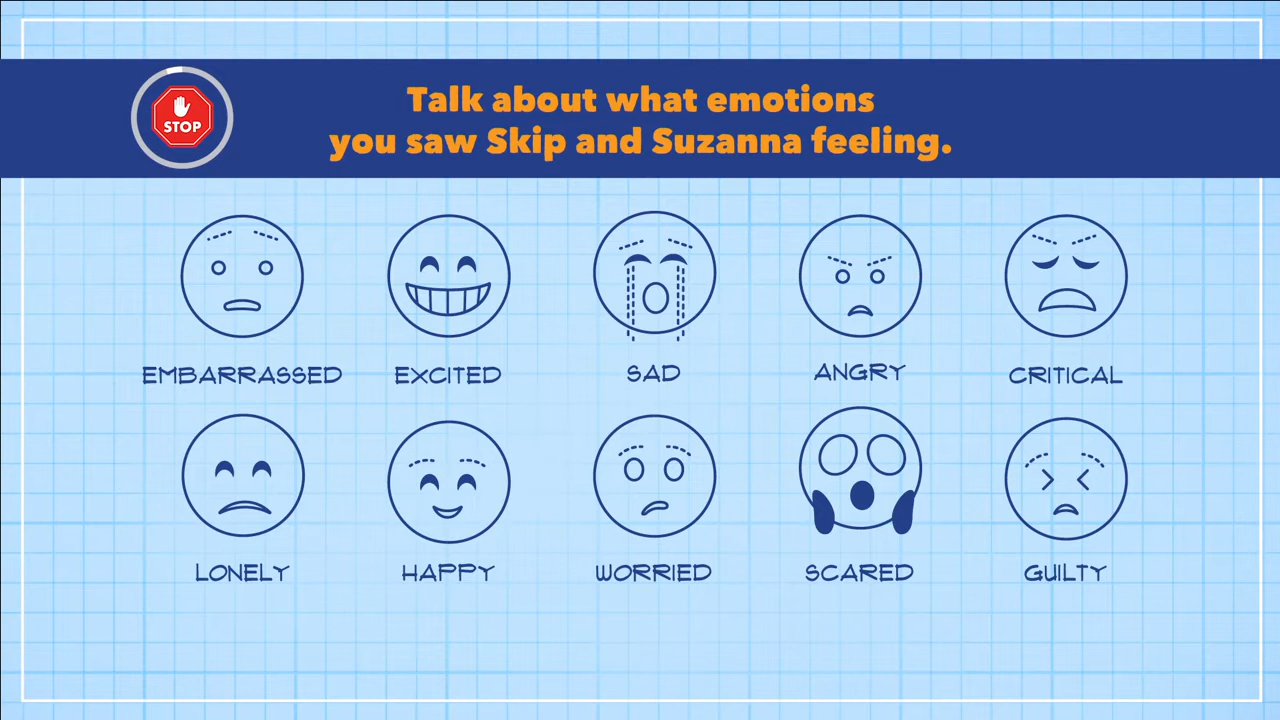 STOP
Talk about what emotions
you saw Skip and Suzanna feeling.
EMBARRASSED EXCITED SAD ANGRY CRITICAL
LONELY HAPPY WORRIED SCARED GUILTY